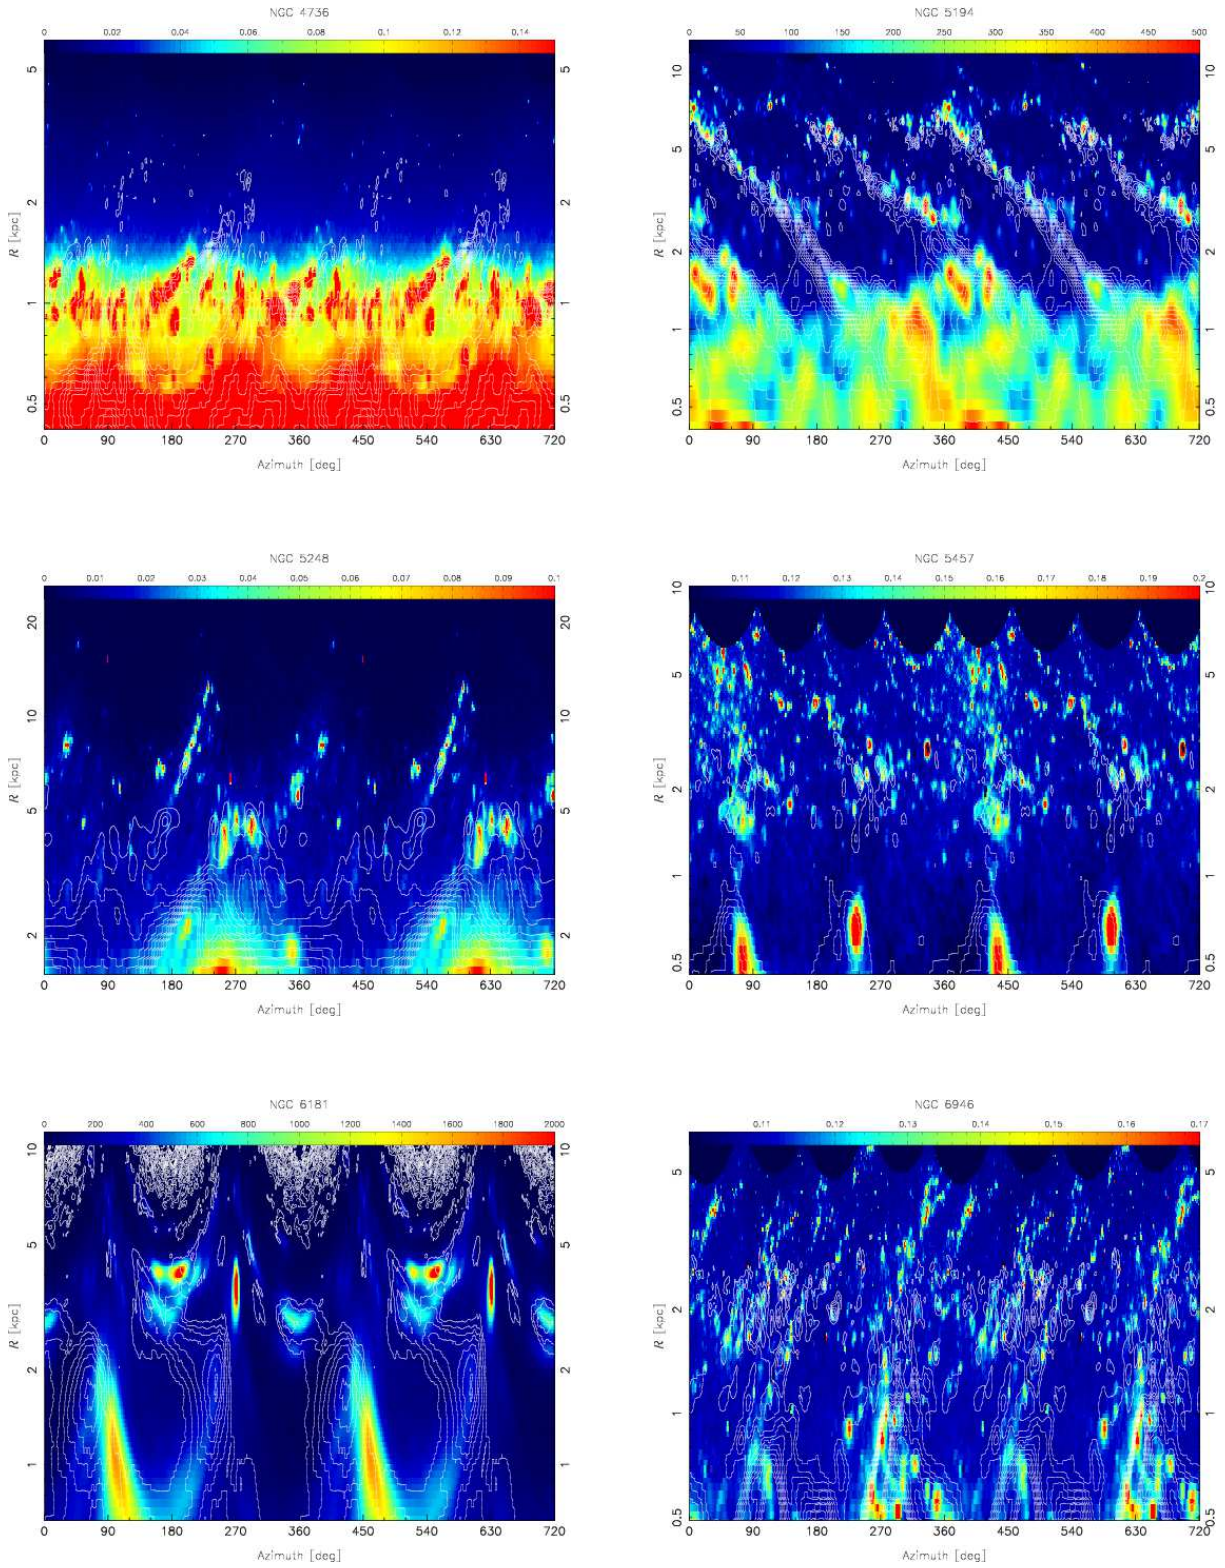 NGC 4736
0 0.02 0.04 0.06 0.08 0.1 0.12 0.14
5 5
2 2
R [kpc]
1 1
0.5 0.5
0 90 180 270 360 450 540 630 720
Azimuth [deg]
NGC 5194
0 50 100 150 200 250 300 350 400 450 500
10 10
5 5
R [kpc]
2 2
1 1
0.5 0.5
0 90 180 270 360 450 540 630 720
Azimuth [deg]
NGC 5248
0 0.01 0.02 0.03 0.04 0.05 0.06 0.07 0.08 0.09 0.1
20 20
10 10
R [kpc]
5 5
2 2
0 90 180 270 360 450 540 630 720
Azimuth [deg]
NGC 5457
0.11 0.12 0.13 0.14 0.15 0.16 0.17 0.18 0.19 0.2
10 10
5 5
R [kpc]
2 2
1 1
0.5 0.5
0 90 180 270 360 450 540 630 720
Azimuth [deg]
NGC 6181
0 200 400 600 800 1000 1200 1400 1600 1800 2000
10 10
5 5
R [kpc]
2 2
1 1
0 90 180 270 360 450 540 630 720
Azimuth [deg]
NGC 6946
0.11 0.12 0.13 0.14 0.15 0.16 0.17
5 5
R [kpc]
2 2
1 1
0.5 0.5
0 90 180 270 360 450 540 630 720
Azimuth [deg]